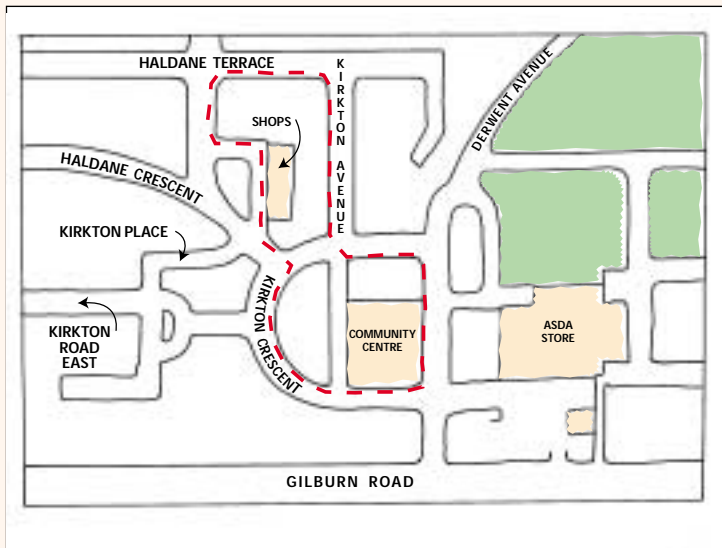 HALDANE TERRACE
KIRKTON AVENUE
DERWENT AVENUE
SHOPS
HALDANE CRESCENT
KIRKTON PLACE
KIRKTON
ROAD
EAST
KIRKTON CRESCENT
COMMUNITY
CENTRE
ASDA
STORE
GILBURN ROAD